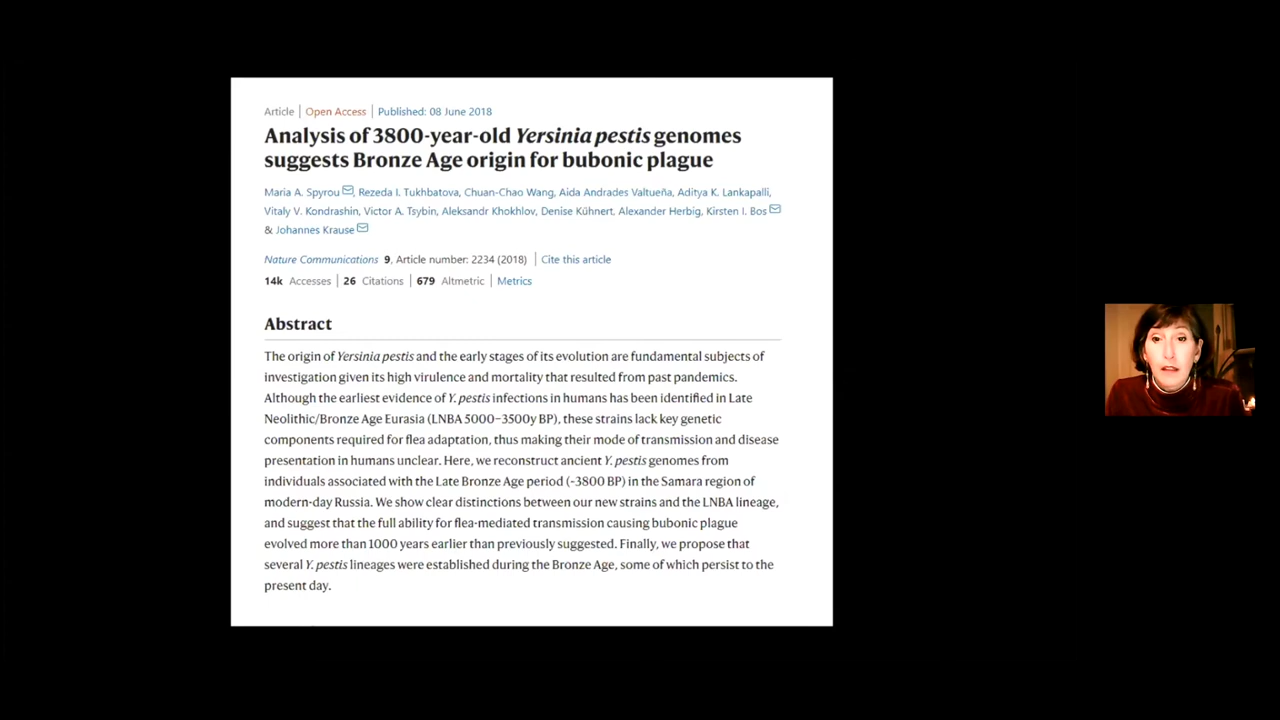 Article | Open Access | Published: 08 June 2018
Analysis of 3800-year-old Yersinia pestis genomes
suggests Bronze Age origin for bubonic plague
Maria A. Spyrou, Rezeda I. Tukhbatova, Chuan-Chao Wang, Aida Andrades Valtueña, Aditya K. Lankapalli,
Vitaly V. Kondrashin, Victor A. Tsybin, Aleksandr Khokhlov, Denise Kühnert, Alexander Herbig, Kirsten I. Bos
& Johannes Krause
Nature Communications 9, Article number: 2234 (2018) | Cite this article
14k Accesses | 26 Citations | 679 Altmetric | Metrics
Abstract
The origin of Yersinia pestis and the early stages of its evolution are fundamental subjects of
investigation given its high virulence and mortality that resulted from past pandemics.
Although the earliest evidence of Y. pestis infections in humans has been identified in Late
Neolithic/Bronze Age Eurasia (LNBA 5000–3500y BP), these strains lack key genetic
components required for flea adaptation, thus making their mode of transmission and disease
presentation in humans unclear. Here, we reconstruct ancient Y. pestis genomes from
individuals associated with the Late Bronze Age period (~3800 BP) in the Samara region of
modern-day Russia. We show clear distinctions between our new strains and the LNBA lineage,
and suggest that the full ability for flea-mediated transmission causing bubonic plague
evolved more than 1000 years earlier than previously suggested. Finally, we propose that
several Y. pestis lineages were established during the Bronze Age, some of which persist to the
present day.